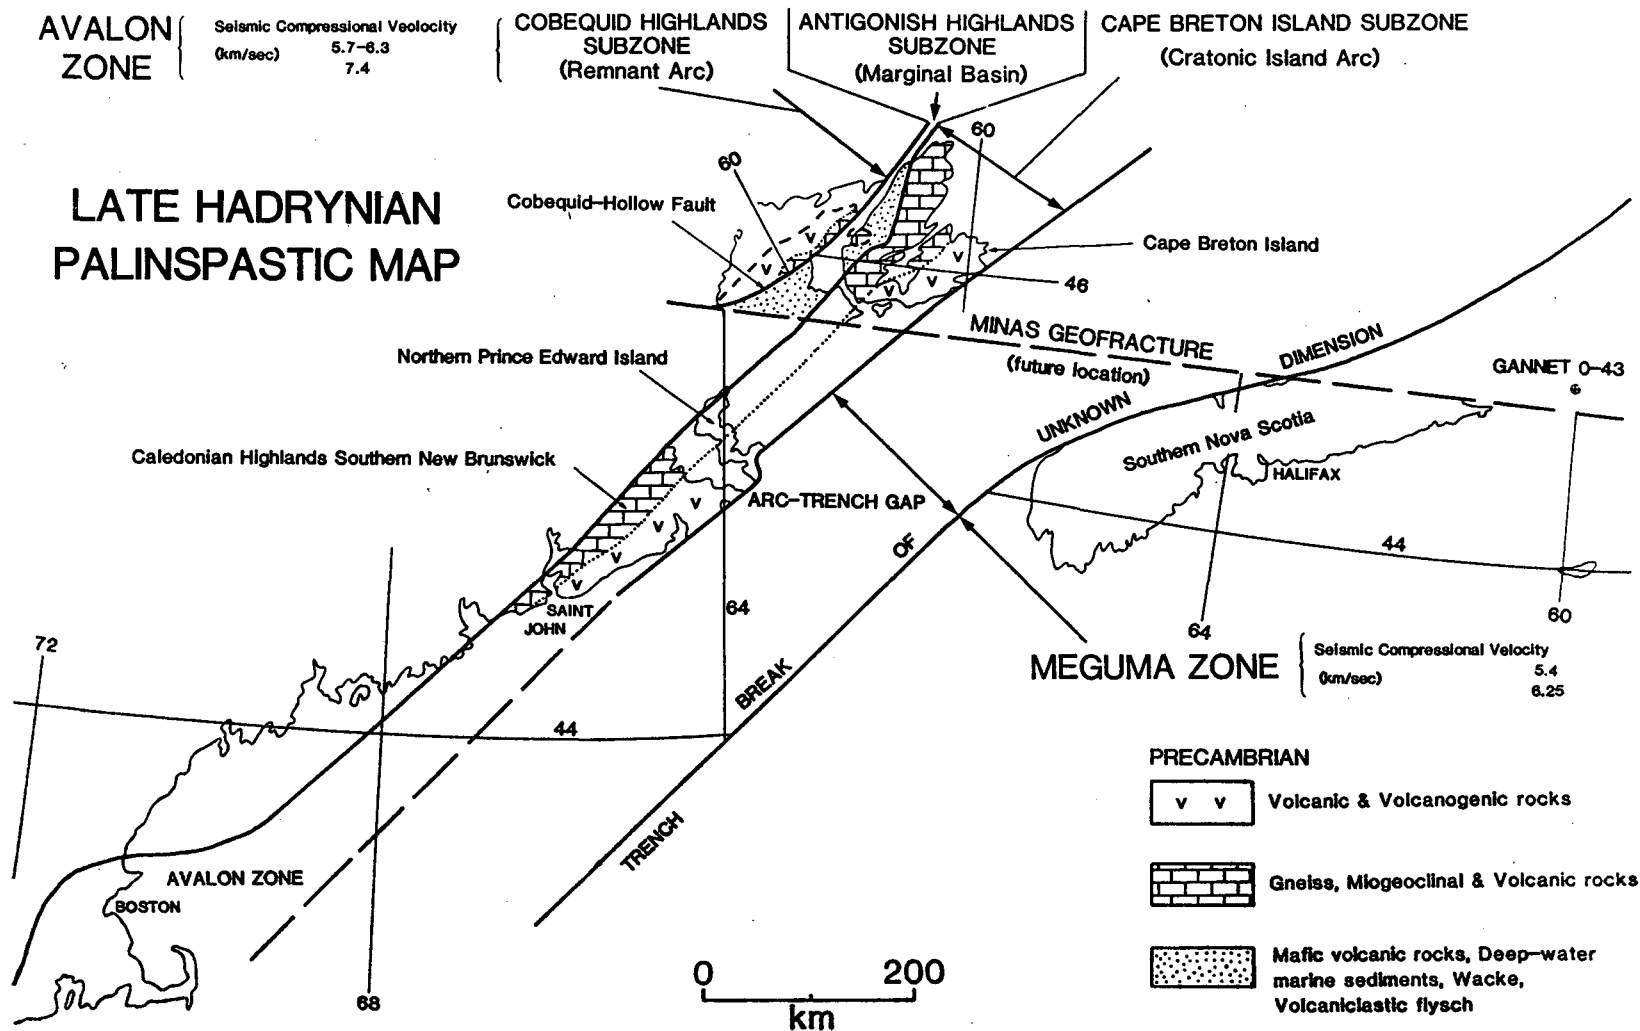 AVALON
ZONE
Seismic Compressional Veolocity
(km/sec) 5.7-6.3
7.4
COBEQUID HIGHLANDS
SUBZONE
(Remnant Arc)
ANTIGONISH HIGHLANDS
SUBZONE
(Marginal Basin)
CAPE BRETON ISLAND SUBZONE
(Cratonic Island Arc)
LATE HADRYNIAN
PALINSPASTIC MAP
60
60
Cobequid-Hollow Fault
Cape Breton Island
46
MINAS GEOFRACTURE
(future location)
Northern Prince Edward Island
Caledonian Highlands Southern New Brunswick
UNKNOWN
DIMENSION
GANNET 0-43
Southern Nova Scotia
HALIFAX
ARC-TRENCH GAP
OF
BREAK
TRENCH
44
SAINT
JOHN
64
64
60
72
44
MEGUMA ZONE
Seismic Compressional Velocity
(km/sec) 5.4
6.25
AVALON ZONE
BOSTON
68
PRECAMBRIAN
v v
Volcanic & Volcanogenic rocks
Gneiss, Miogeoclinal & Volcanic rocks
Mafic volcanic rocks, Deep-water
marine sediments, Wacke,
Volcaniclastic flysch
0 200
km